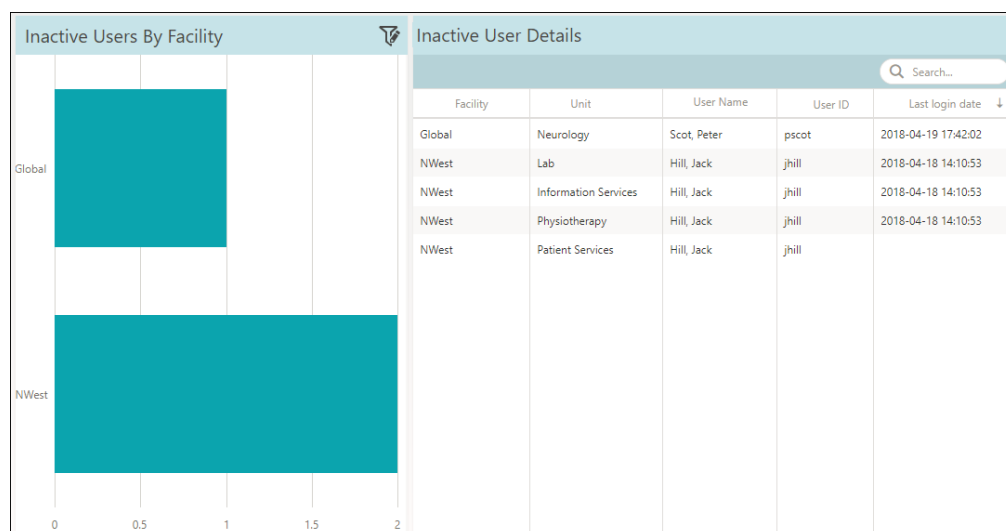 Inactive Users By Facility
Global
NWest
0 0.5 1 1.5 2
Inactive User Details
Search...
Facility Unit User Name User ID Last login date
Global Neurology Scot, Peter pscot 2018-04-19 17:42:02
NWest Lab Hill, Jack jhill 2018-04-18 14:10:53
NWest Information Services Hill, Jack jhill 2018-04-18 14:10:53
NWest Physiotherapy Hill, Jack jhill 2018-04-18 14:10:53
NWest Patient Services Hill, Jack jhill